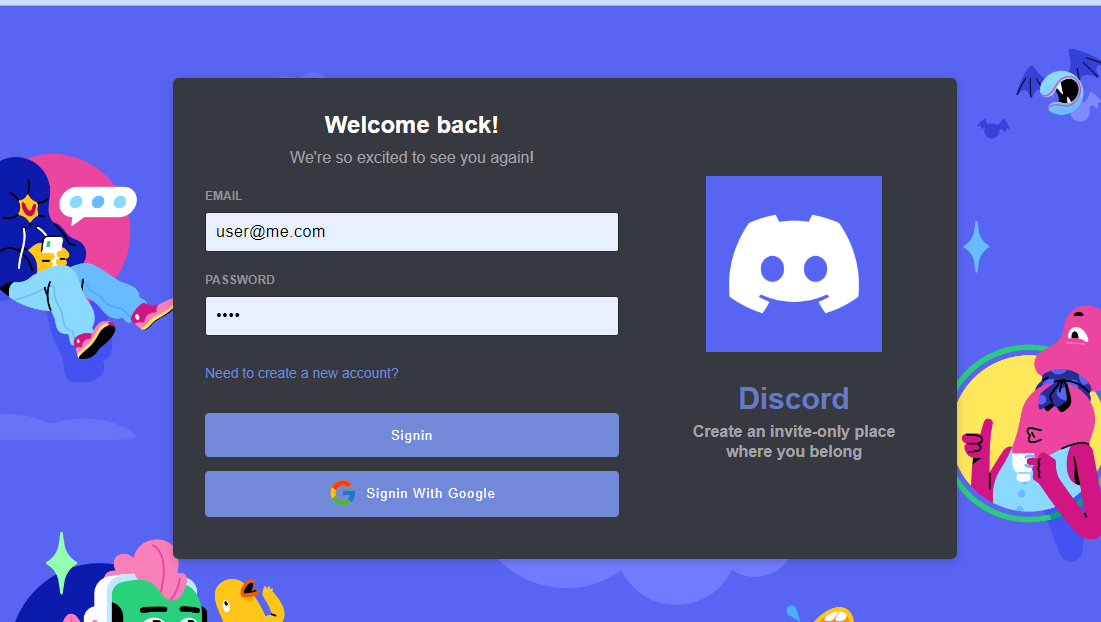 Welcome back!
We're so excited to see you again!
EMAIL
user@me.com
PASSWORD
••••
Need to create a new account?
Signin
Signin With Google
Discord
Create an invite-only place
where you belong